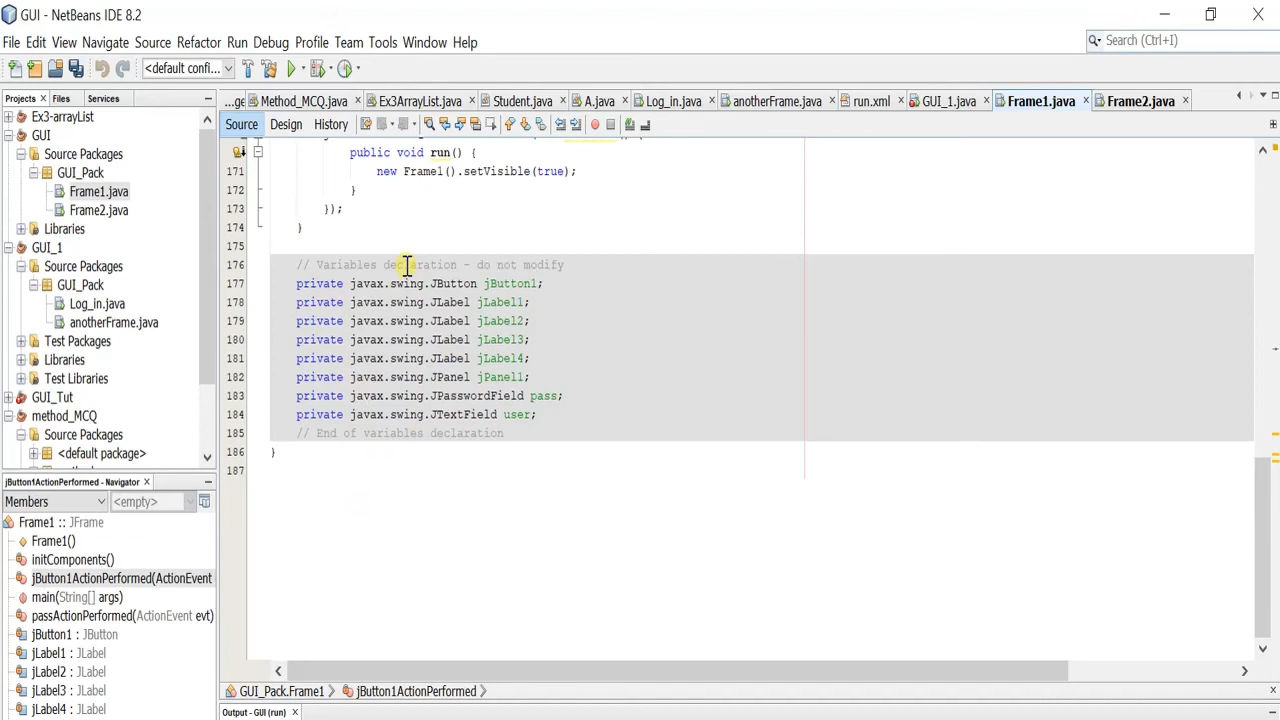 GUI - NetBeans IDE 8.2
File Edit View Navigate Source Refactor Run Debug Profile Team Tools Window Help
Search (Ctrl+I)
<default confi...
Projects Files Services
...ge Method_MCQ.java Ex3ArrayList.java Student.java A.java Log_in.java anotherFrame.java run.xml GUI_1.java Frame1.java Frame2.java
Source Design History
Ex3-arrayList
GUI
Source Packages
GUI_Pack
Frame1.java
Frame2.java
Libraries
GUI_1
Source Packages
GUI_Pack
Log_in.java
anotherFrame.java
Test Packages
Libraries
Test Libraries
GUI_Tut
method_MCQ
Source Packages
<default package>
public void run() {
171 new Frame1().setVisible(true);
172 }
173 });
174 }
175
176 // Variables declaration - do not modify
177 private javax.swing.JButton jButton1;
178 private javax.swing.JLabel jLabel1;
179 private javax.swing.JLabel jLabel2;
180 private javax.swing.JLabel jLabel3;
181 private javax.swing.JLabel jLabel4;
182 private javax.swing.JPanel jPanel1;
183 private javax.swing.JPasswordField pass;
184 private javax.swing.JTextField user;
185 // End of variables declaration
186 }
187
jButton1ActionPerformed - Navigator
Members <empty>
Frame1 :: JFrame
Frame1()
initComponents()
jButton1ActionPerformed(ActionEvent
main(String[] args)
passActionPerformed(ActionEvent evt)
jButton1 : JButton
jLabel1 : JLabel
jLabel2 : JLabel
jLabel3 : JLabel
jLabel4 : JLabel
GUI_Pack.Frame1 jButton1ActionPerformed
Output - GUI (run)